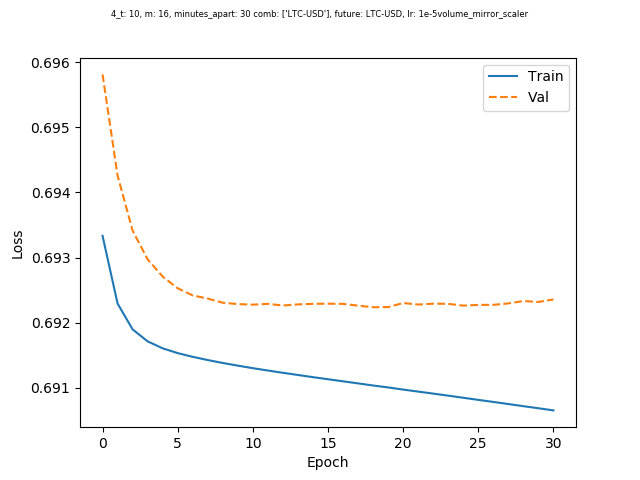 4_t: 10, m: 16, minutes_apart: 30 comb: ['LTC-USD'], future: LTC-USD, lr: 1e-5volume_mirror_scaler
Train
Val
0.696
0.695
0.694
0.693
0.692
0.691
Loss
0 5 10 15 20 25 30
Epoch